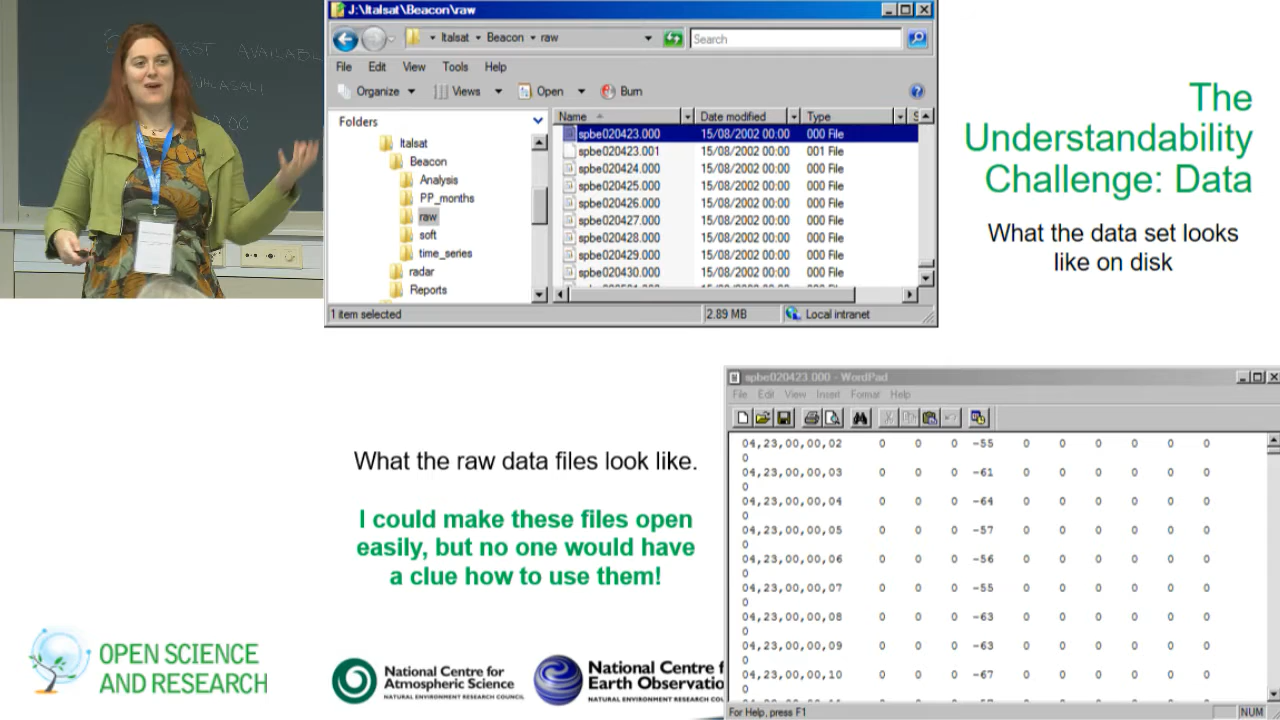 AST AVAILABL
J:\Italsat\Beacon\raw
Italsat Beacon raw
Search
File Edit View Tools Help
Organize Views Open Burn
Folders
Italsat
Beacon
Analysis
PP_months
raw
soft
time_series
radar
Reports
Name Date modified Type S
spbe020423.000 15/08/2002 00:00 000 File
spbe020423.001 15/08/2002 00:00 001 File
spbe020424.000 15/08/2002 00:00 000 File
spbe020425.000 15/08/2002 00:00 000 File
spbe020426.000 15/08/2002 00:00 000 File
spbe020427.000 15/08/2002 00:00 000 File
spbe020428.000 15/08/2002 00:00 000 File
spbe020429.000 15/08/2002 00:00 000 File
spbe020430.000 15/08/2002 00:00 000 File
1 item selected 2.89 MB Local intranet
The
Understandability
Challenge: Data
What the data set looks
like on disk
What the raw data files look like.
I could make these files open
easily, but no one would have
a clue how to use them!
spbe020423.000 - WordPad
File Edit View Insert Format Help
04,23,00,00,02 0 0 0 -55 0 0 0 0 0 0
0
04,23,00,00,03 0 0 0 -61 0 0 0 0 0 0
0
04,23,00,00,04 0 0 0 -64 0 0 0 0 0 0
0
04,23,00,00,05 0 0 0 -57 0 0 0 0 0 0
0
04,23,00,00,06 0 0 0 -56 0 0 0 0 0 0
0
04,23,00,00,07 0 0 0 -55 0 0 0 0 0 0
0
04,23,00,00,08 0 0 0 -63 0 0 0 0 0 0
0
04,23,00,00,09 0 0 0 -63 0 0 0 0 0 0
0
04,23,00,00,10 0 0 0 -67 0 0 0 0 0 0
0
For Help, press F1 NUM
OPEN SCIENCE
AND RESEARCH
National Centre for
Atmospheric Science
NATURAL ENVIRONMENT RESEARCH COUNCIL
National Centre f
Earth Observatio
NATURAL ENVIRONMENT RESEARCH COUN